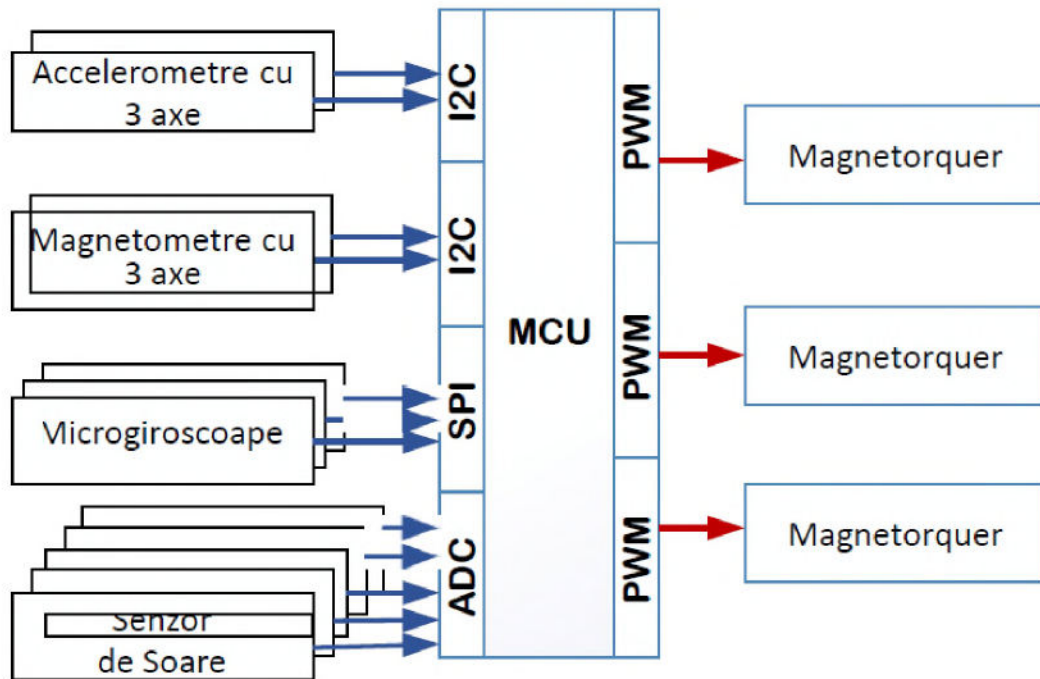 Accelerometre cu
3 axe
I2C
Magnetometre cu
3 axe
I2C
Microgiroscoape
SPI
Senzor
de Soare
ADC
MCU
PWM
Magnetorquer
PWM
Magnetorquer
PWM
Magnetorquer